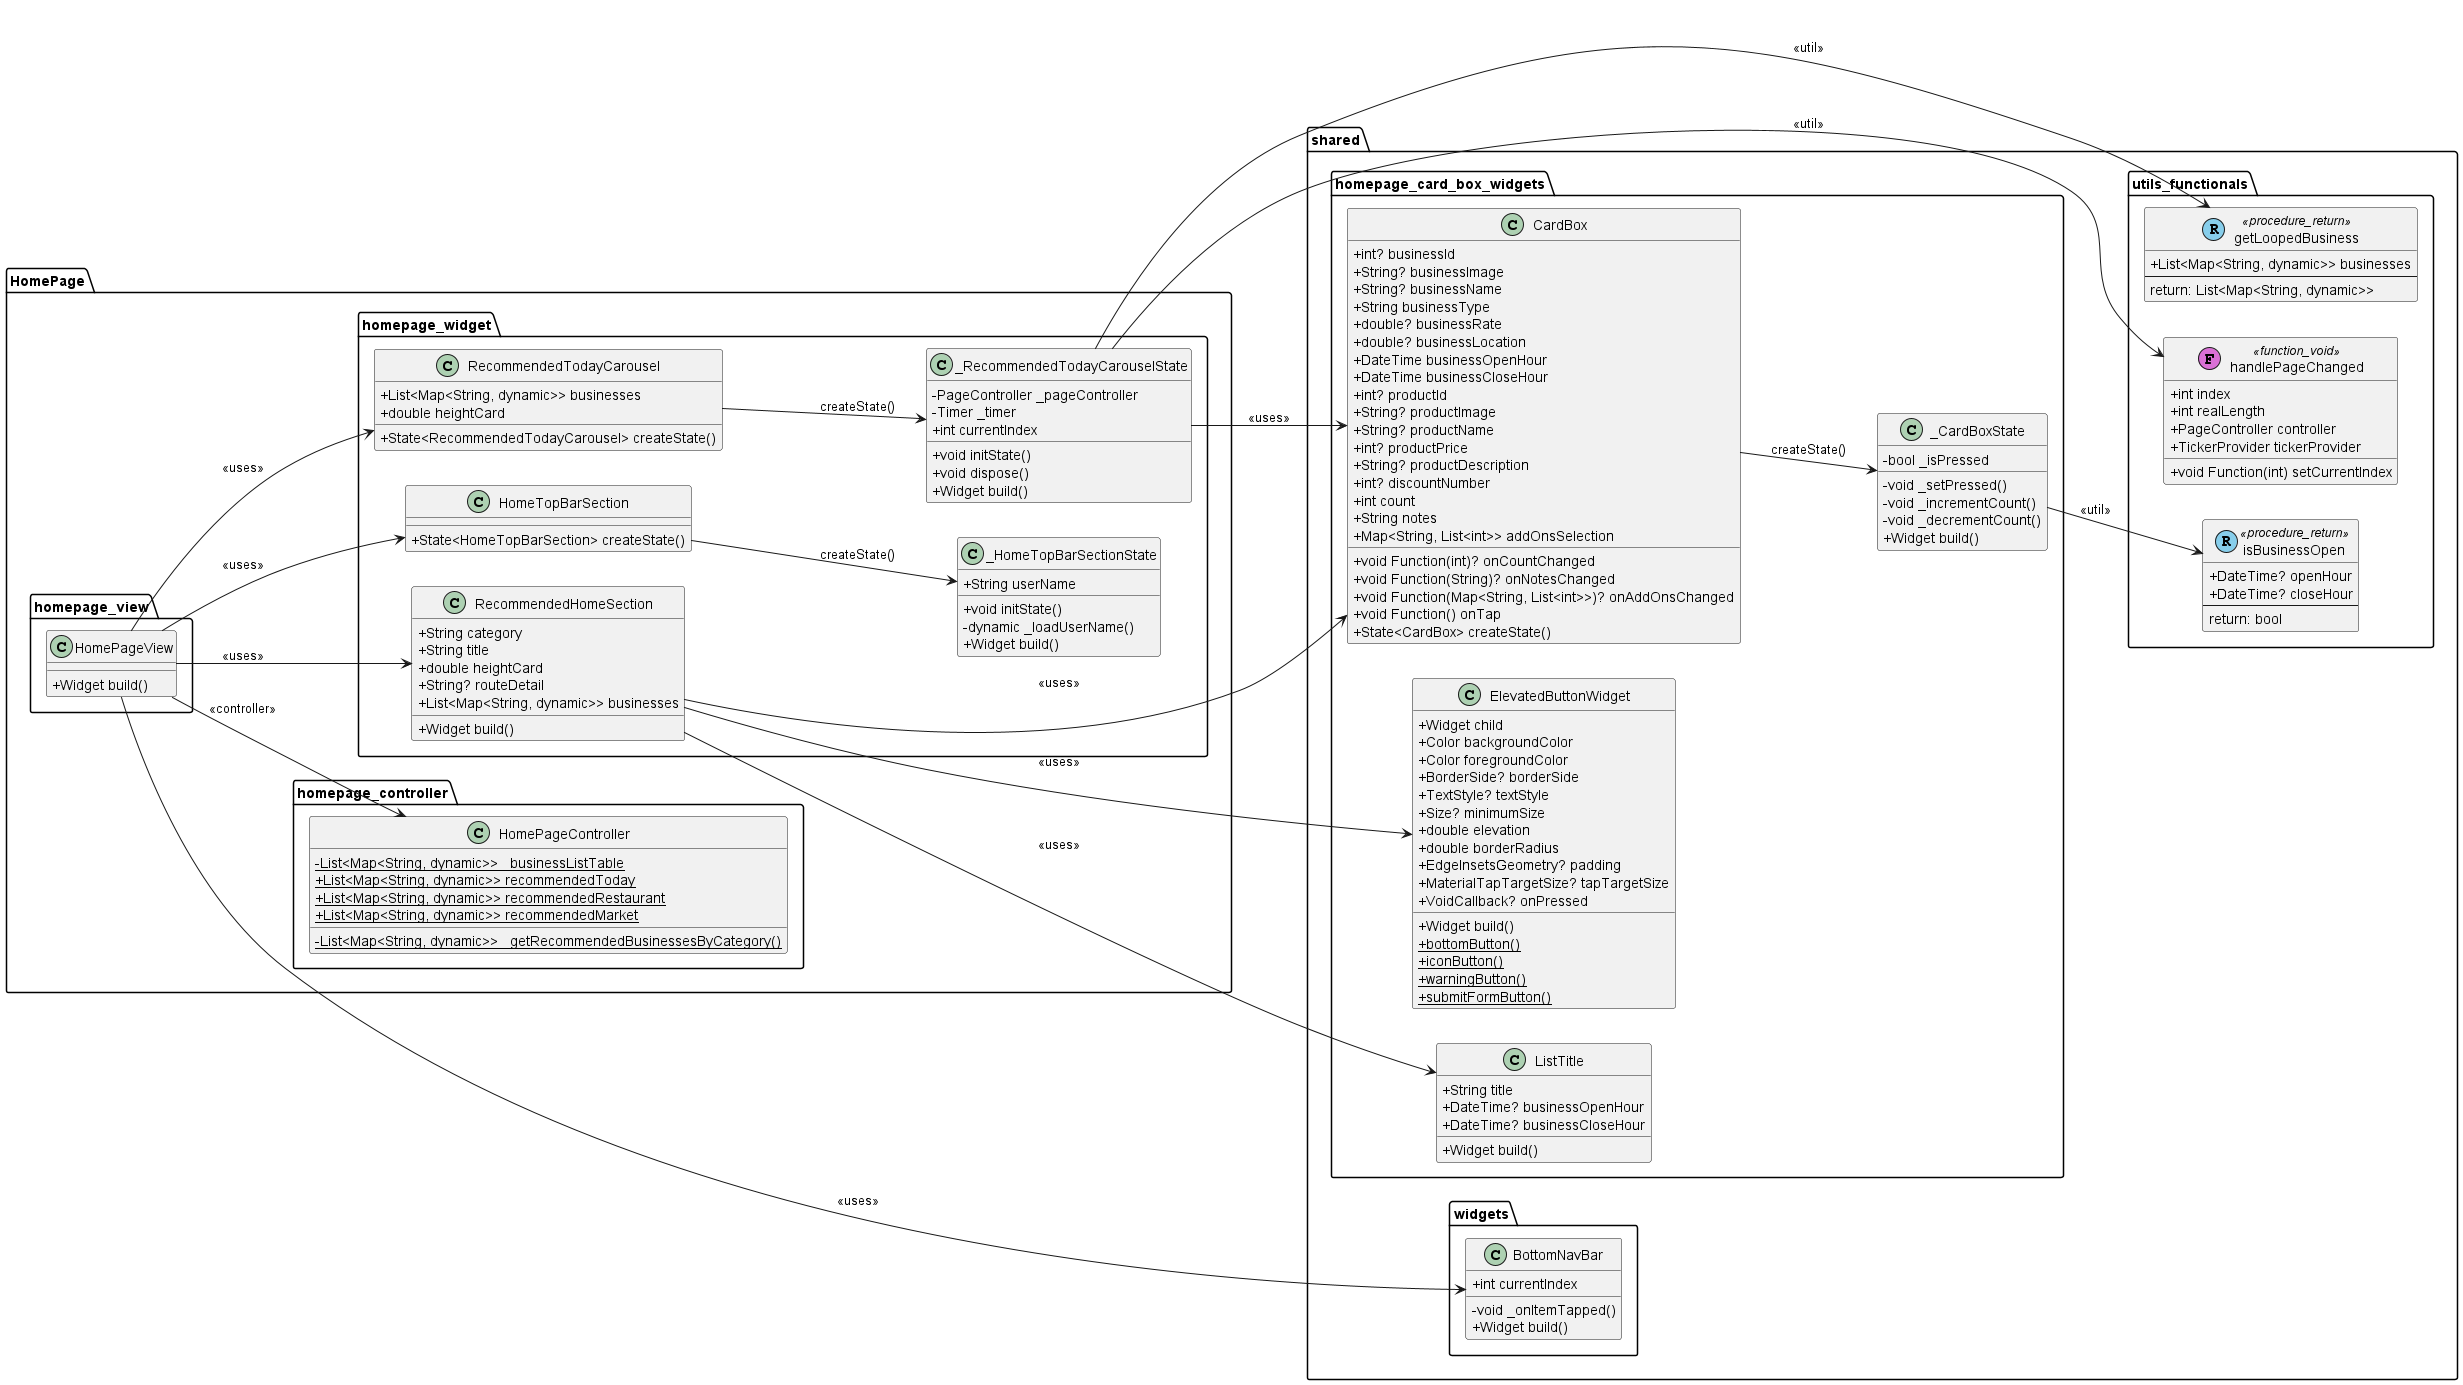 HomePage
homepage_view
HomePageView
+Widget build()
homepage_widget
RecommendedTodayCarousel
+List<Map<String, dynamic>> businesses
+double heightCard
+State<RecommendedTodayCarousel> createState()
HomeTopBarSection
+State<HomeTopBarSection> createState()
RecommendedHomeSection
+String category
+String title
+double heightCard
+String? routeDetail
+List<Map<String, dynamic>> businesses
+Widget build()
_RecommendedTodayCarouselState
-PageController _pageController
-Timer _timer
+int currentIndex
+void initState()
+void dispose()
+Widget build()
_HomeTopBarSectionState
+String userName
+void initState()
-dynamic _loadUserName()
+Widget build()
homepage_controller
HomePageController
-List<Map<String, dynamic>> _businessListTable
+List<Map<String, dynamic>> recommendedToday
+List<Map<String, dynamic>> recommendedRestaurant
+List<Map<String, dynamic>> recommendedMarket
-List<Map<String, dynamic>> _getRecommendedBusinessesByCategory()
shared
homepage_card_box_widgets
CardBox
+int? businessId
+String? businessImage
+String? businessName
+String businessType
+double? businessRate
+double? businessLocation
+DateTime businessOpenHour
+DateTime businessCloseHour
+int? productId
+String? productImage
+String? productName
+int? productPrice
+String? productDescription
+int? discountNumber
+int count
+String notes
+Map<String, List<int>> addOnsSelection
+void Function(int)? onCountChanged
+void Function(String)? onNotesChanged
+void Function(Map<String, List<int>>)? onAddOnsChanged
+void Function() onTap
+State<CardBox> createState()
_CardBoxState
-bool _isPressed
-void _setPressed()
-void _incrementCount()
-void _decrementCount()
+Widget build()
ElevatedButtonWidget
+Widget child
+Color backgroundColor
+Color foregroundColor
+BorderSide? borderSide
+TextStyle? textStyle
+Size? minimumSize
+double elevation
+double borderRadius
+EdgeInsetsGeometry? padding
+MaterialTapTargetSize? tapTargetSize
+VoidCallback? onPressed
+Widget build()
+bottomButton()
+iconButton()
+warningButton()
+submitFormButton()
ListTitle
+String title
+DateTime? businessOpenHour
+DateTime? businessCloseHour
+Widget build()
widgets
BottomNavBar
+int currentIndex
-void _onItemTapped()
+Widget build()
utils_functionals
«procedure_return»
getLoopedBusiness
+List<Map<String, dynamic>> businesses
return: List<Map<String, dynamic>>
«function_void»
handlePageChanged
+int index
+int realLength
+PageController controller
+TickerProvider tickerProvider
+void Function(int) setCurrentIndex
«procedure_return»
isBusinessOpen
+DateTime? openHour
+DateTime? closeHour
return: bool
«uses»
«uses»
«uses»
«controller»
createState()
createState()
«uses»
«uses»
«uses»
«uses»
«uses»
createState()
«util»
«util»
«util»
C
C
C
C
C
C
C
C
C
C
C
C
R
F
R